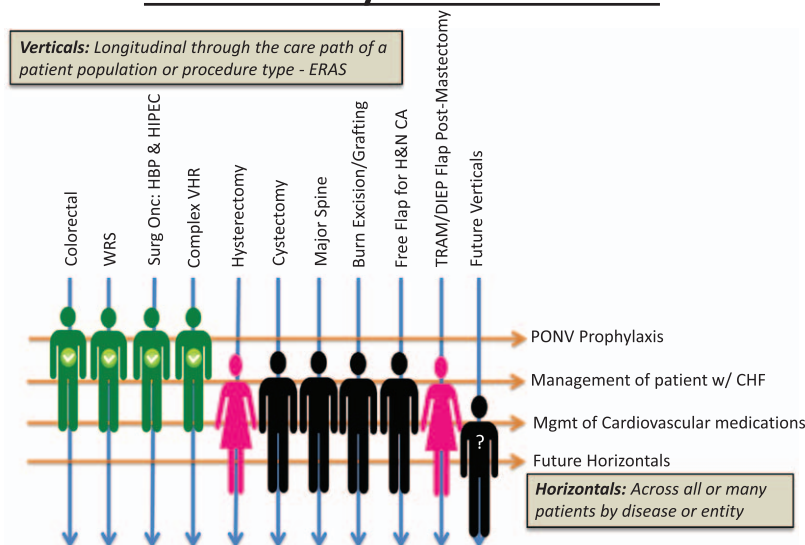 Verticals: Longitudinal through the care path of a
patient population or procedure type - ERAS
Colorectal
WRS
Surg Onc: HBP & HIPEC
Complex VHR
Hysterectomy
Cystectomy
Major Spine
Burn Excision/Grafting
Free Flap for H&N CA
TRAM/DIEP Flap Post-Mastectomy
Future Verticals
PONV Prophylaxis
Management of patient w/ CHF
Mgmt of Cardiovascular medications
?
Future Horizontals
Horizontals: Across all or many
patients by disease or entity